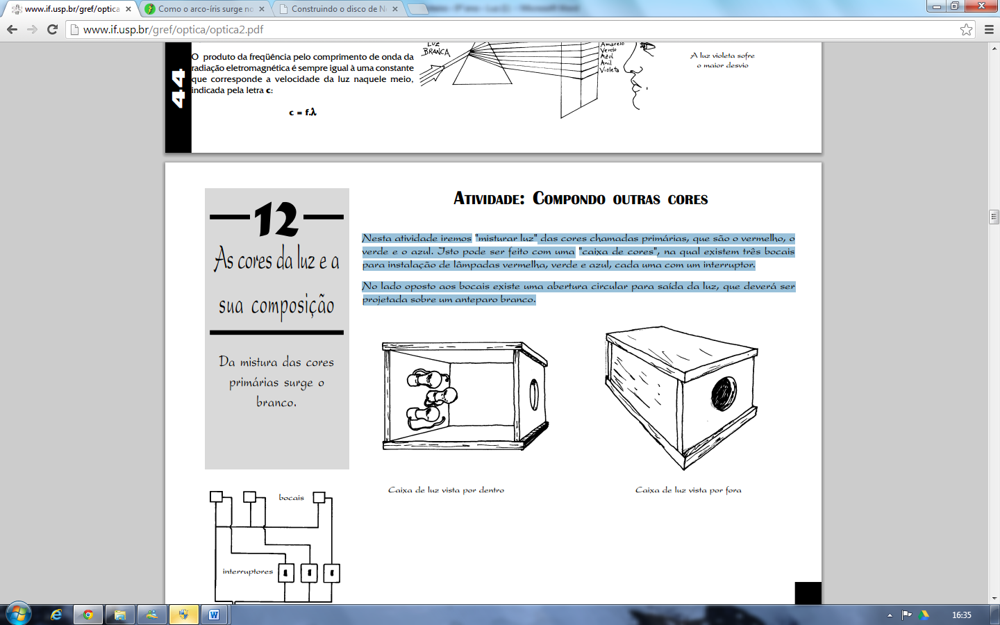 www.if.usp.br/gref/optica
Como o arco-íris surge no
Construindo o disco de N
www.if.usp.br/gref/optica/optica2.pdf
44
O produto da freqüência pelo comprimento de onda da
radiação eletromagnética é sempre igual à uma constante
que corresponde a velocidade da luz naquele meio,
indicada pela letra c:
c = f.λ
LUZ
BRANCA
Amarelo
Verde
Azul
Anil
Violeta
A luz violeta sofre
o maior desvio
12
As cores da luz e a
sua composição
Da mistura das cores
primárias surge o
branco.
ATIVIDADE: COMPONDO OUTRAS CORES
Nesta atividade iremos "misturar luz" das cores chamadas primárias, que são o vermelho, o
verde e o azul. Isto pode ser feito com uma "caixa de cores", na qual existem três bocais
para instalação de lâmpadas vermelha, verde e azul, cada uma com um interruptor.
No lado oposto aos bocais existe uma abertura circular para saída da luz, que deverá ser
projetada sobre um anteparo branco.
Caixa de luz vista por dentro
Caixa de luz vista por fora
bocais
interruptores
16:35